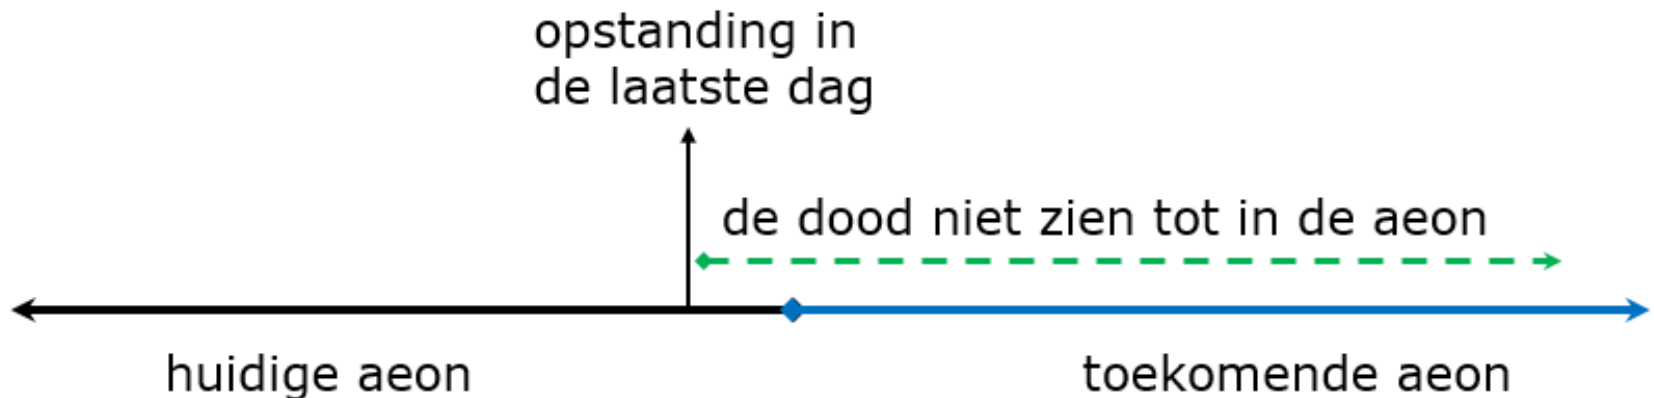 opstanding in
de laatste dag
de dood niet zien tot in de aeon
huidige aeon
toekomende aeon